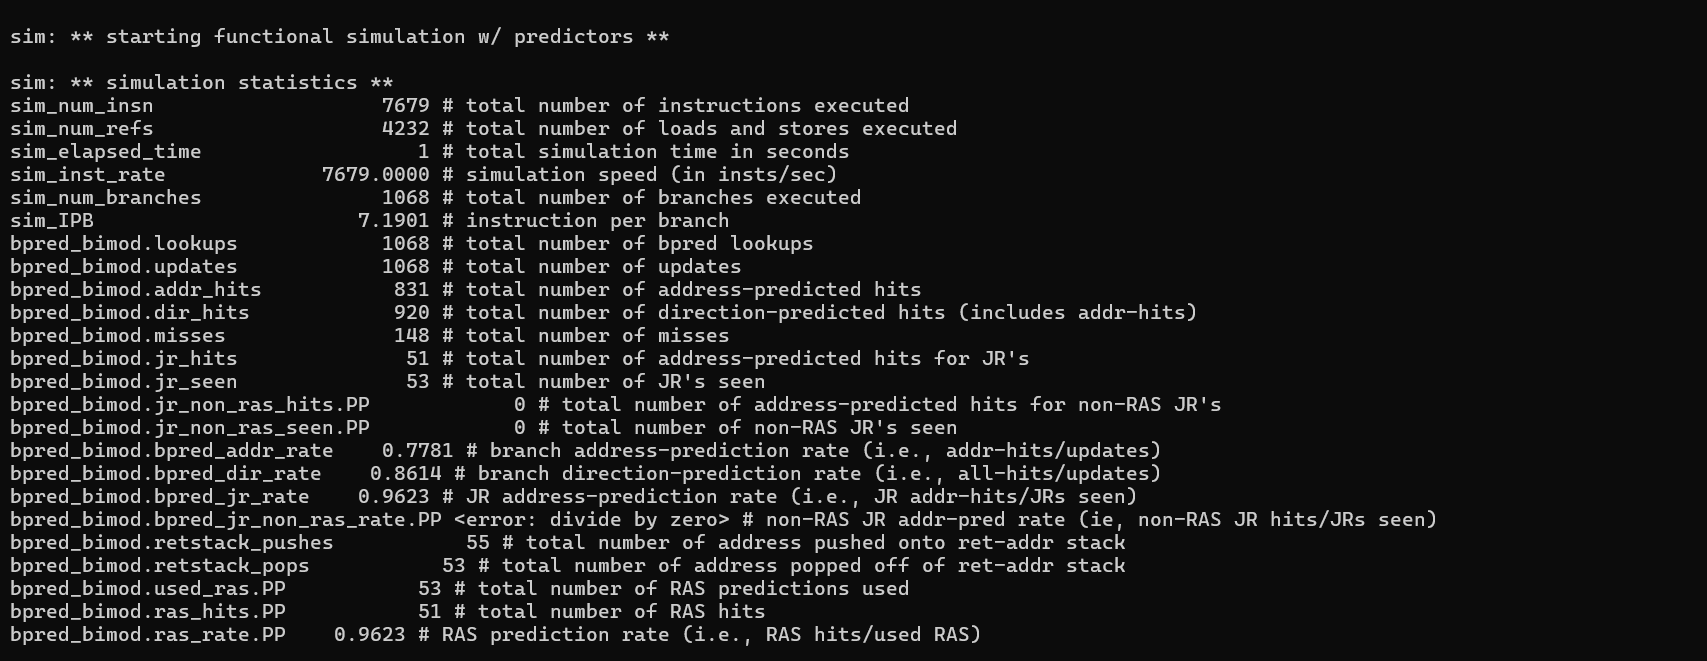 sim: ** starting functional simulation w/ predictors **
sim: ** simulation statistics **
sim_num_insn                   7679 # total number of instructions executed
sim_num_refs                   4232 # total number of loads and stores executed
sim_elapsed_time                  1 # total simulation time in seconds
sim_inst_rate             7679.0000 # simulation speed (in insts/sec)
sim_num_branches               1068 # total number of branches executed
sim_IPB                      7.1901 # instruction per branch
bpred_bimod.lookups            1068 # total number of bpred lookups
bpred_bimod.updates            1068 # total number of updates
bpred_bimod.addr_hits           831 # total number of address-predicted hits
bpred_bimod.dir_hits            920 # total number of direction-predicted hits (includes addr-hits)
bpred_bimod.misses              148 # total number of misses
bpred_bimod.jr_hits              51 # total number of address-predicted hits for JR's
bpred_bimod.jr_seen              53 # total number of JR's seen
bpred_bimod.jr_non_ras_hits.PP            0 # total number of address-predicted hits for non-RAS JR's
bpred_bimod.jr_non_ras_seen.PP            0 # total number of non-RAS JR's seen
bpred_bimod.bpred_addr_rate    0.7781 # branch address-prediction rate (i.e., addr-hits/updates)
bpred_bimod.bpred_dir_rate    0.8614 # branch direction-prediction rate (i.e., all-hits/updates)
bpred_bimod.bpred_jr_rate    0.9623 # JR address-prediction rate (i.e., JR addr-hits/JRs seen)
bpred_bimod.bpred_jr_non_ras_rate.PP <error: divide by zero> # non-RAS JR addr-pred rate (ie, non-RAS JR hits/JRs seen)
bpred_bimod.retstack_pushes           55 # total number of address pushed onto ret-addr stack
bpred_bimod.retstack_pops           53 # total number of address popped off of ret-addr stack
bpred_bimod.used_ras.PP           53 # total number of RAS predictions used
bpred_bimod.ras_hits.PP           51 # total number of RAS hits
bpred_bimod.ras_rate.PP    0.9623 # RAS prediction rate (i.e., RAS hits/used RAS)